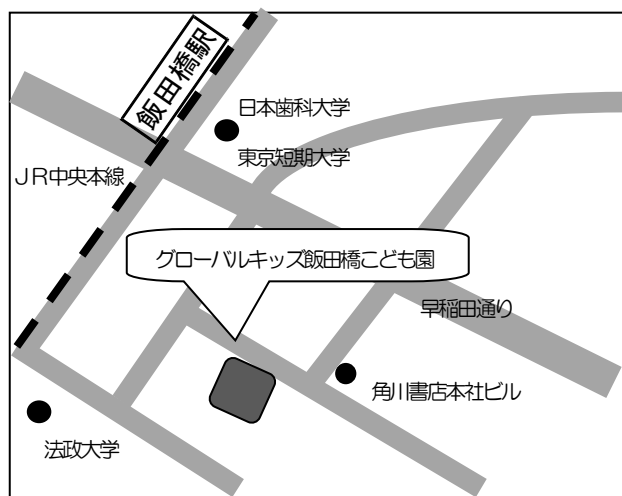 飯田橋駅
日本歯科大学
東京短期大学
JR中央本線
グローバルキッズ飯田橋こども園
早稲田通り
角川書店本社ビル
法政大学